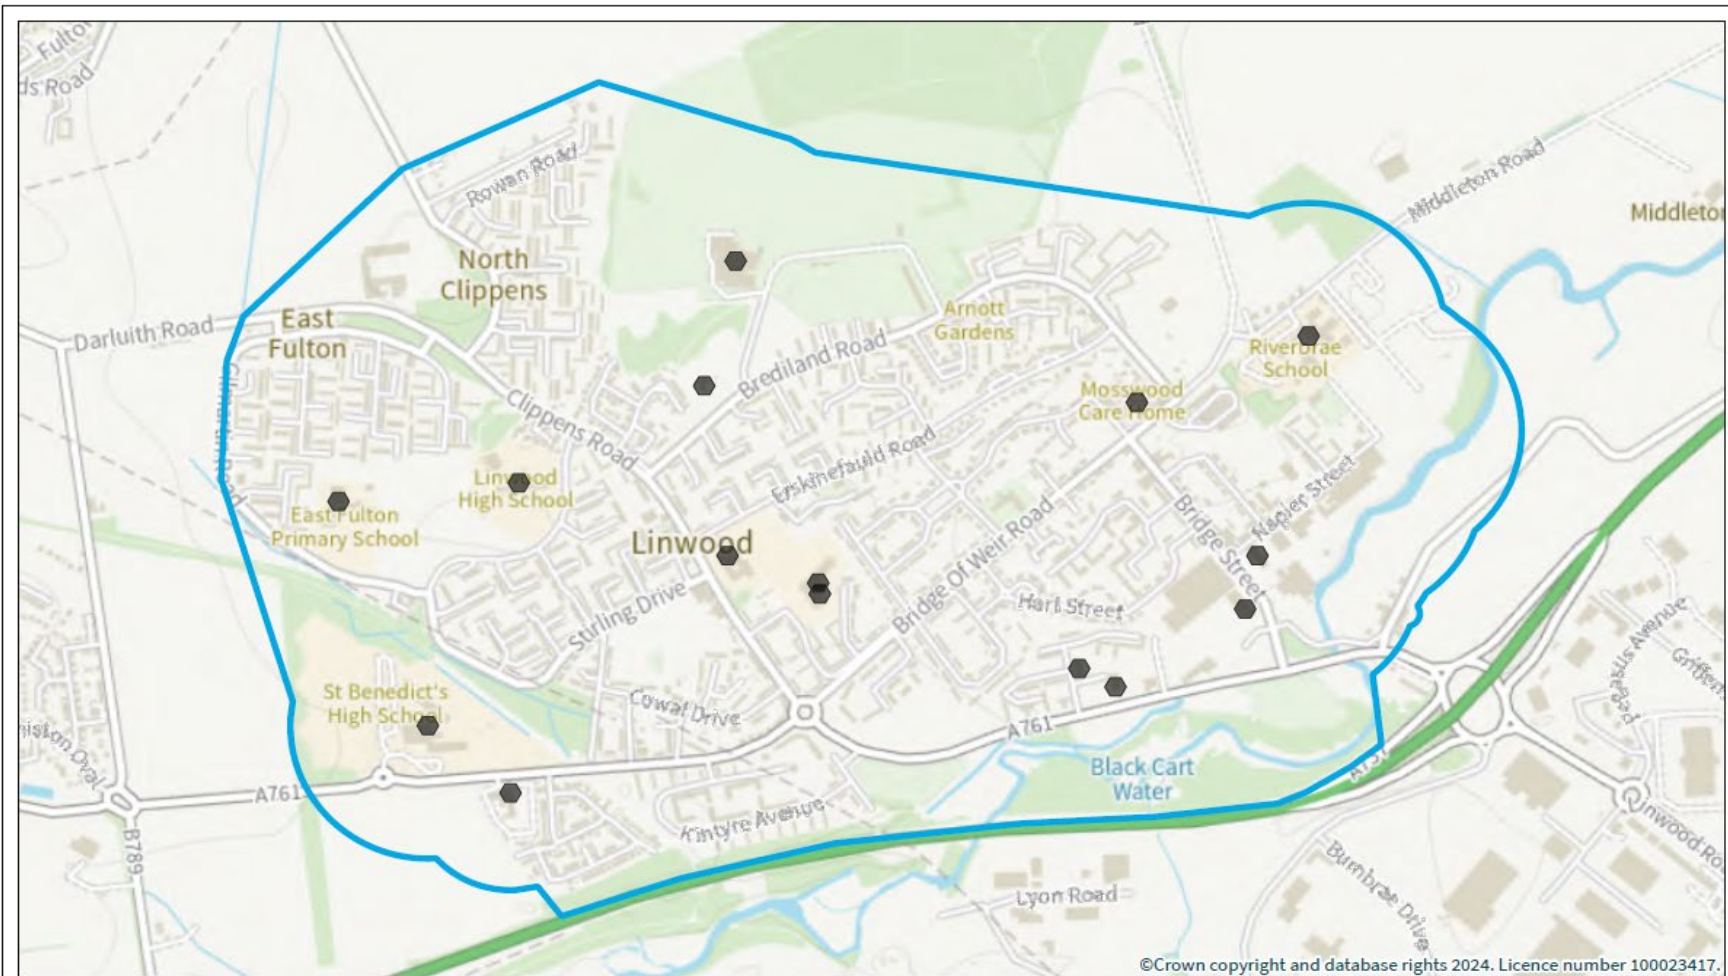 Fulto
ds Road
Rowan Road
Middleton Road
Middleto
North
Clippens
East
Fulton
Darluith Road
Arnott
Gardens
Brediland Road
Riverbrae
School
Clippens Road
Mosswood
Care Home
Erskinefauld Road
Linwood
High School
East Fulton
Primary School
Napier Street
Bridge Street
Linwood
Bridge Of Weir Road
Stirling Drive
Hart Street
St Benedict's
High School
Cowal Drive
A761
Black Cart
Water
A761
Kintyre Avenue
B789
Lyon Road
Burnbrae Drive
Linwood Ro
©Crown copyright and database rights 2024. Licence number 100023417.